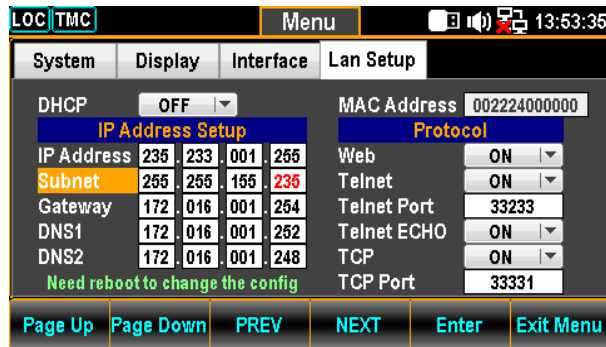 LOC TMC Menu 13:53:35
System Display Interface Lan Setup
DHCP OFF MAC Address 002224000000
IP Address Setup Protocol
IP Address 235 . 233 . 001 . 255 Web ON
Subnet 255 . 255 . 155 . 235 Telnet ON
Gateway 172 . 016 . 001 . 254 Telnet Port 33233
DNS1 172 . 016 . 001 . 252 Telnet ECHO ON
DNS2 172 . 016 . 001 . 248 TCP ON
Need reboot to change the config TCP Port 33331
Page Up Page Down PREV NEXT Enter Exit Menu